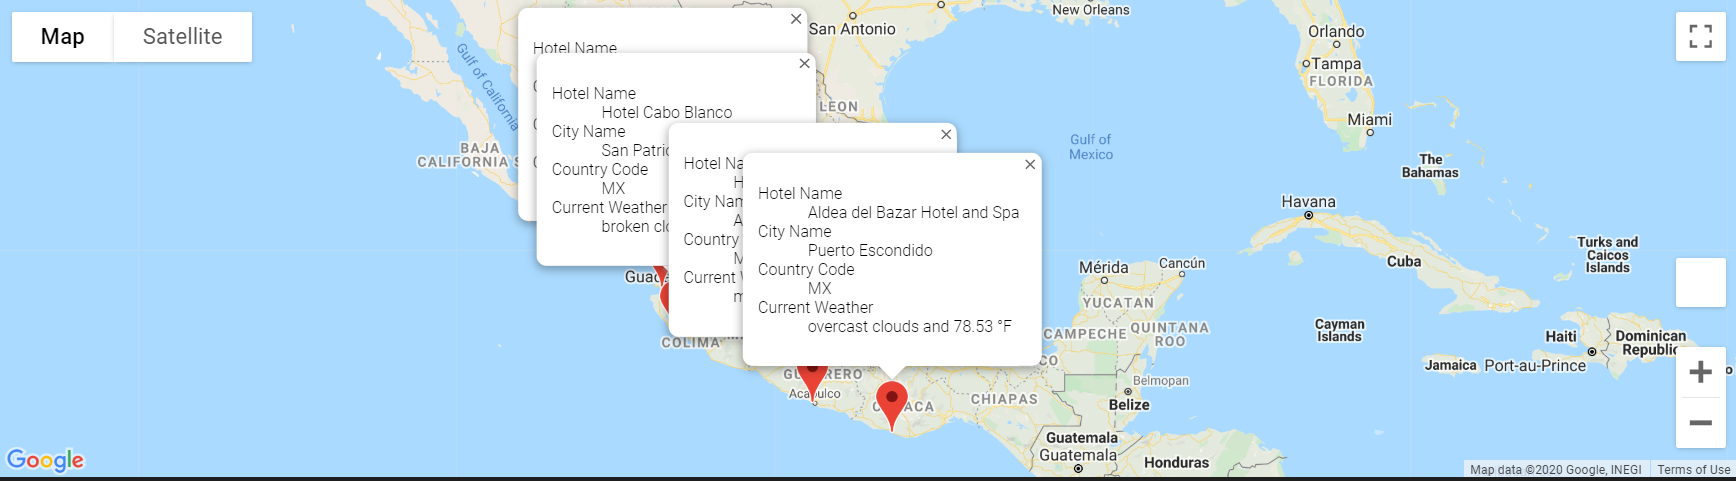 Map
Satellite
New Orleans
San Antonio
Orlando
Tampa
FLORIDA
Miami
Gulf of California
Hotel Name
LEON
BAJA
CALIFORNIA S
Gulf of
Mexico
The
Bahamas
Havana
Turks and
Caicos
Islands
Hotel Name
Hotel Cabo Blanco
City Name
San Patric
Country Code
MX
Current Weather
broken clo
Hotel Na
H
City Nam
A
Country
M
Current W
m
Hotel Name
Aldea del Bazar Hotel and Spa
City Name
Puerto Escondido
Country Code
MX
Current Weather
overcast clouds and 78.53 °F
Mérida
Cancún
Cuba
YUCATAN
CAMPECHE
QUINTANA
ROO
Cayman
Islands
Haiti
Dominican
Republic
Jamaica
Port-au-Prince
COLIMA
Acapulco
CO
CHIAPAS
Belmopan
Belize
Guatemala
Guatemala
Honduras
Google
Map data ©2020 Google, INEGI
Terms of Use